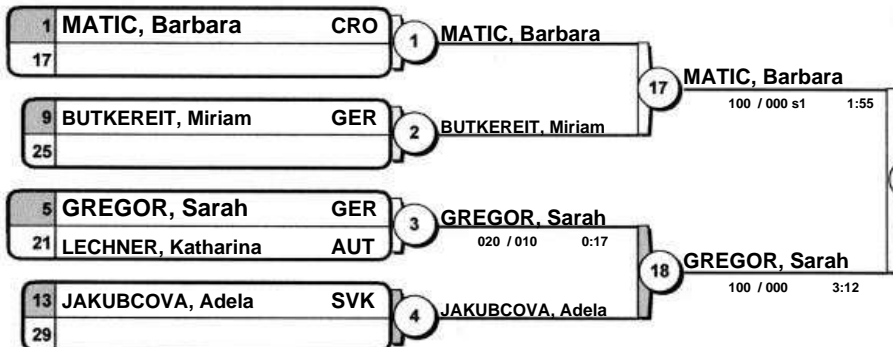 1 MATIC, Barbara CRO
17
1 MATIC, Barbara
9 BUTKEREIT, Miriam GER
25
2 BUTKEREIT, Miriam
17 MATIC, Barbara
100 / 000 s1 1:55
5 GREGOR, Sarah GER
21 LECHNER, Katharina AUT
3 GREGOR, Sarah
020 / 010 0:17
13 JAKUBCOVA, Adela SVK
29
4 JAKUBCOVA, Adela
18 GREGOR, Sarah
100 / 000 3:12